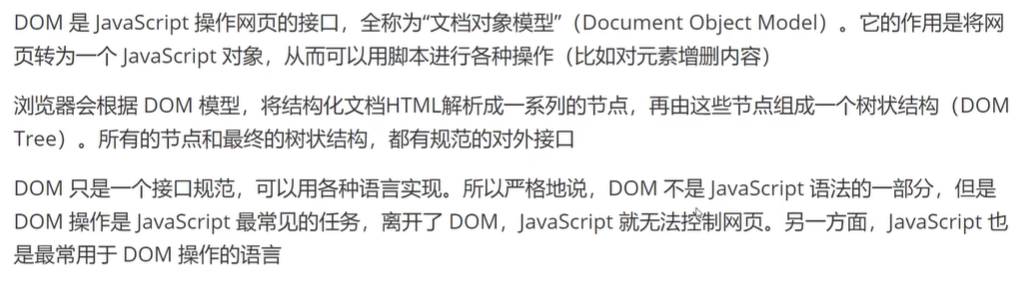 DOM 是 JavaScript 操作网页的接口，全称为“文档对象模型”（Document Object Model）。它的作用是将网
页转为一个 JavaScript 对象，从而可以用脚本进行各种操作（比如对元素增删内容）
浏览器会根据 DOM 模型，将结构化文档HTML解析成一系列的节点，再由这些节点组成一个树状结构（DOM
Tree）。所有的节点和最终的树状结构，都有规范的对外接口
DOM 只是一个接口规范，可以用各种语言实现。所以严格地说，DOM 不是 JavaScript 语法的一部分，但是
DOM 操作是 JavaScript 最常见的任务，离开了 DOM，JavaScript 就无法控制网页。另一方面，JavaScript 也
是最常用于 DOM 操作的语言